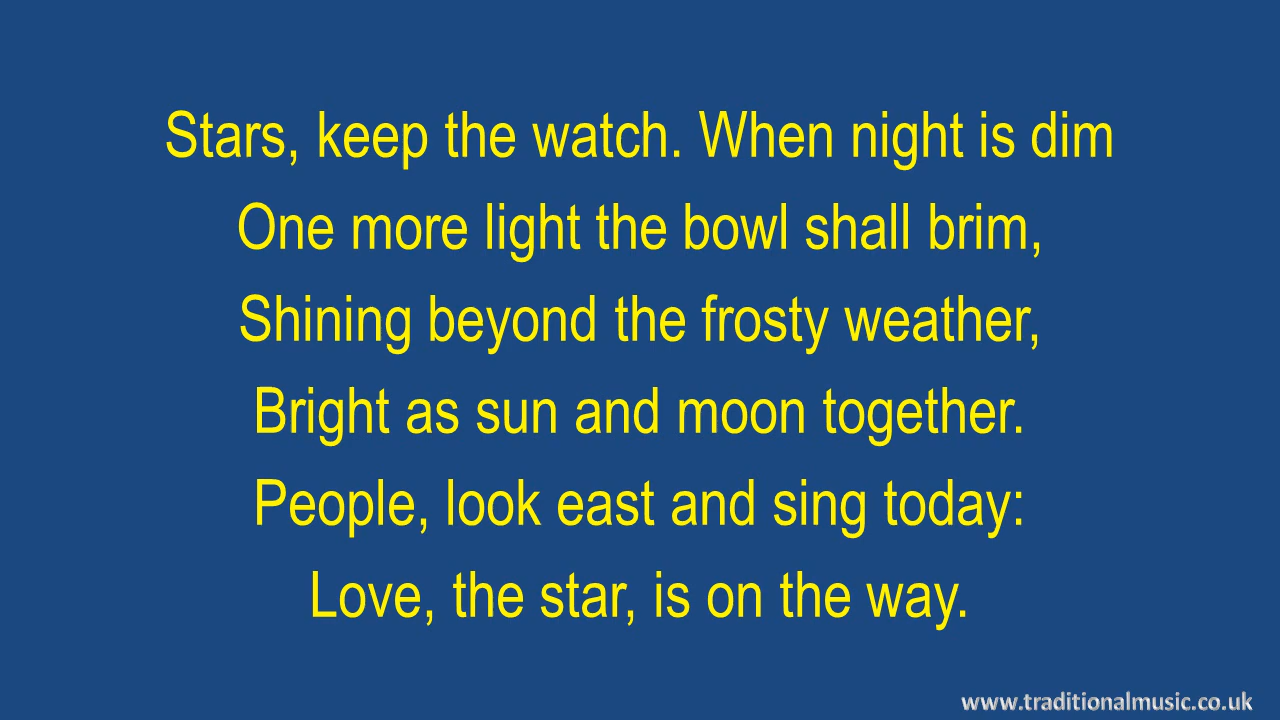 Stars, keep the watch. When night is dim
One more light the bowl shall brim,
Shining beyond the frosty weather,
Bright as sun and moon together.
People, look east and sing today:
Love, the star, is on the way.
www.traditionalmusic.co.uk